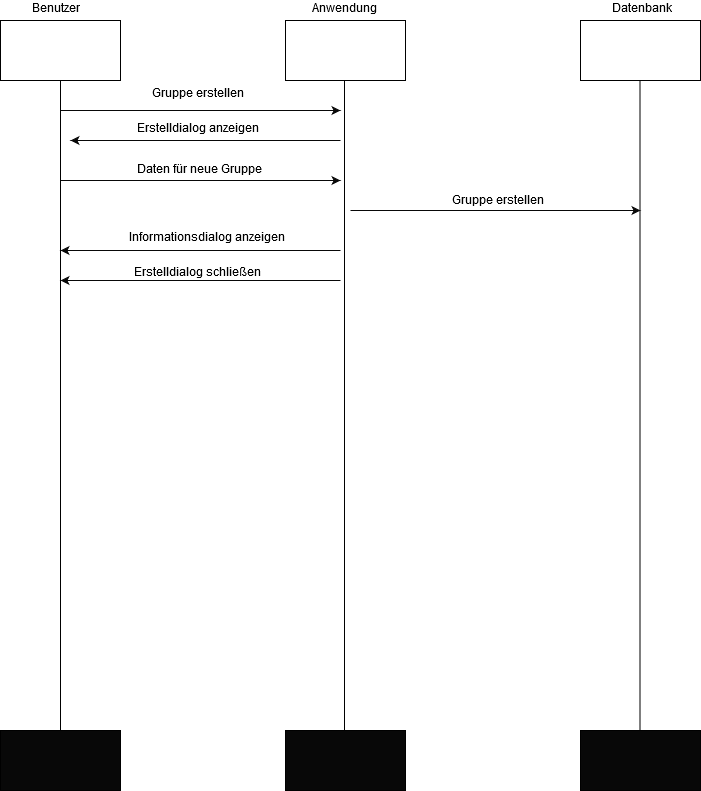 Benutzer
Anwendung
Datenbank
Gruppe erstellen
Erstelldialog anzeigen
Daten für neue Gruppe
Gruppe erstellen
Informationsdialog anzeigen
Erstelldialog schließen